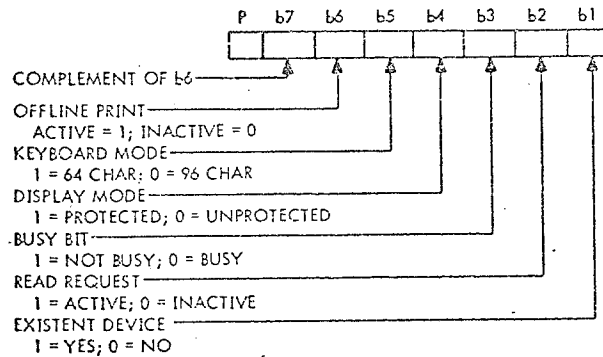 P b7 b6 b5 b4 b3 b2 b1
COMPLEMENT OF b6
OFFLINE PRINT
ACTIVE = 1; INACTIVE = 0
KEYBOARD MODE
1 = 64 CHAR; 0 = 96 CHAR
DISPLAY MODE
1 = PROTECTED; 0 = UNPROTECTED
BUSY BIT
1 = NOT BUSY; 0 = BUSY
READ REQUEST
1 = ACTIVE; 0 = INACTIVE
EXISTENT DEVICE
1 = YES; 0 = NO